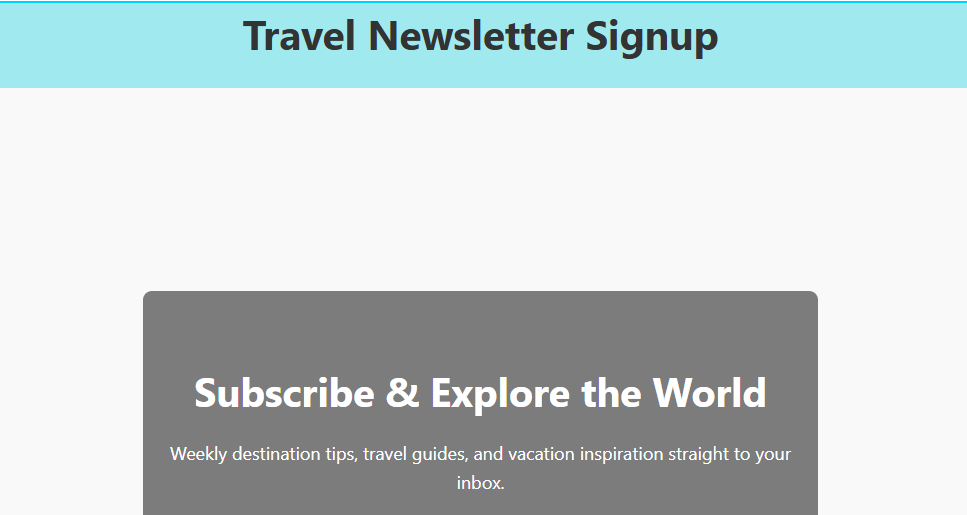 Travel Newsletter Signup
Subscribe & Explore the World
Weekly destination tips, travel guides, and vacation inspiration straight to your
inbox.